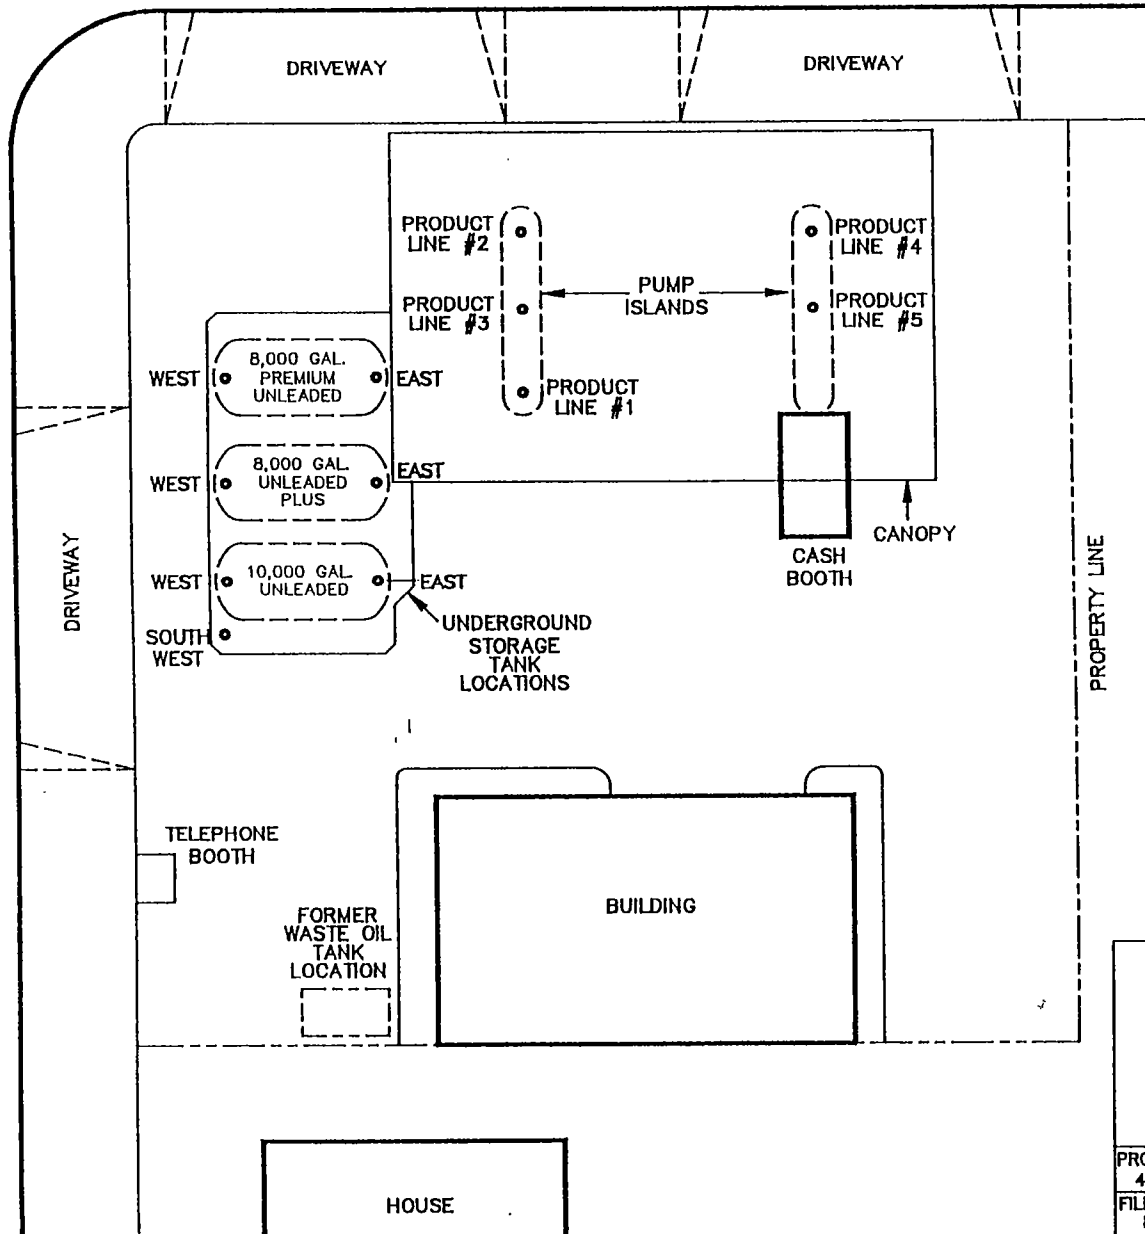 DRIVEWAY
DRIVEWAY
PRODUCT
LINE #2
PRODUCT
LINE #4
PUMP
ISLANDS
PRODUCT
LINE #3
PRODUCT
LINE #5
PRODUCT
LINE #1
WEST
8,000 GAL.
PREMIUM
UNLEADED
EAST
WEST
8,000 GAL.
UNLEADED
PLUS
EAST
WEST
10,000 GAL.
UNLEADED
EAST
SOUTH
WEST
UNDERGROUND
STORAGE
TANK
LOCATIONS
CANOPY
CASH
BOOTH
DRIVEWAY
PROPERTY LINE
TELEPHONE
BOOTH
FORMER
WASTE OIL
TANK
LOCATION
BUILDING
HOUSE